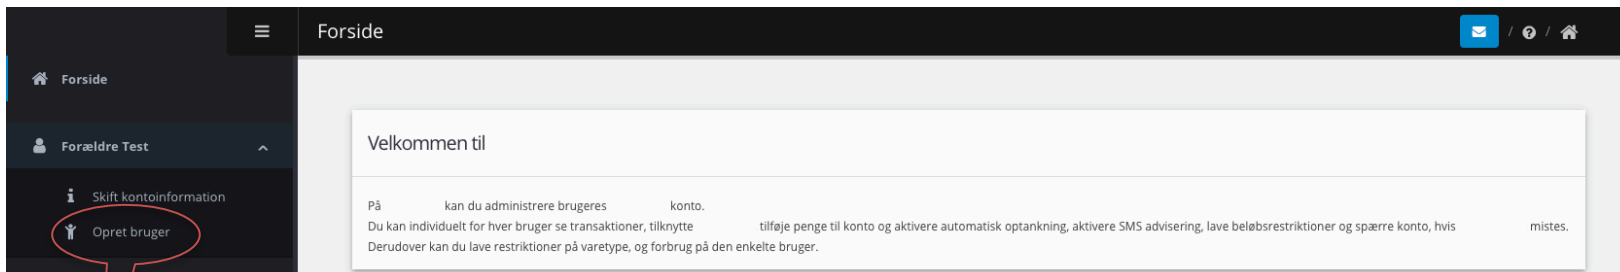 Forside
/ /
Forside
Forældre Test
Skift kontoinformation
Opret bruger
Velkommen til
På kan du administrere brugeres konto.
Du kan individuelt for hver bruger se transaktioner, tilknytte tilføje penge til konto og aktivere automatisk optankning, aktivere SMS advisering, lave beløbsrestriktioner og spærre konto, hvis mistes.
Derudover kan du lave restriktioner på varetype, og forbrug på den enkelte bruger.